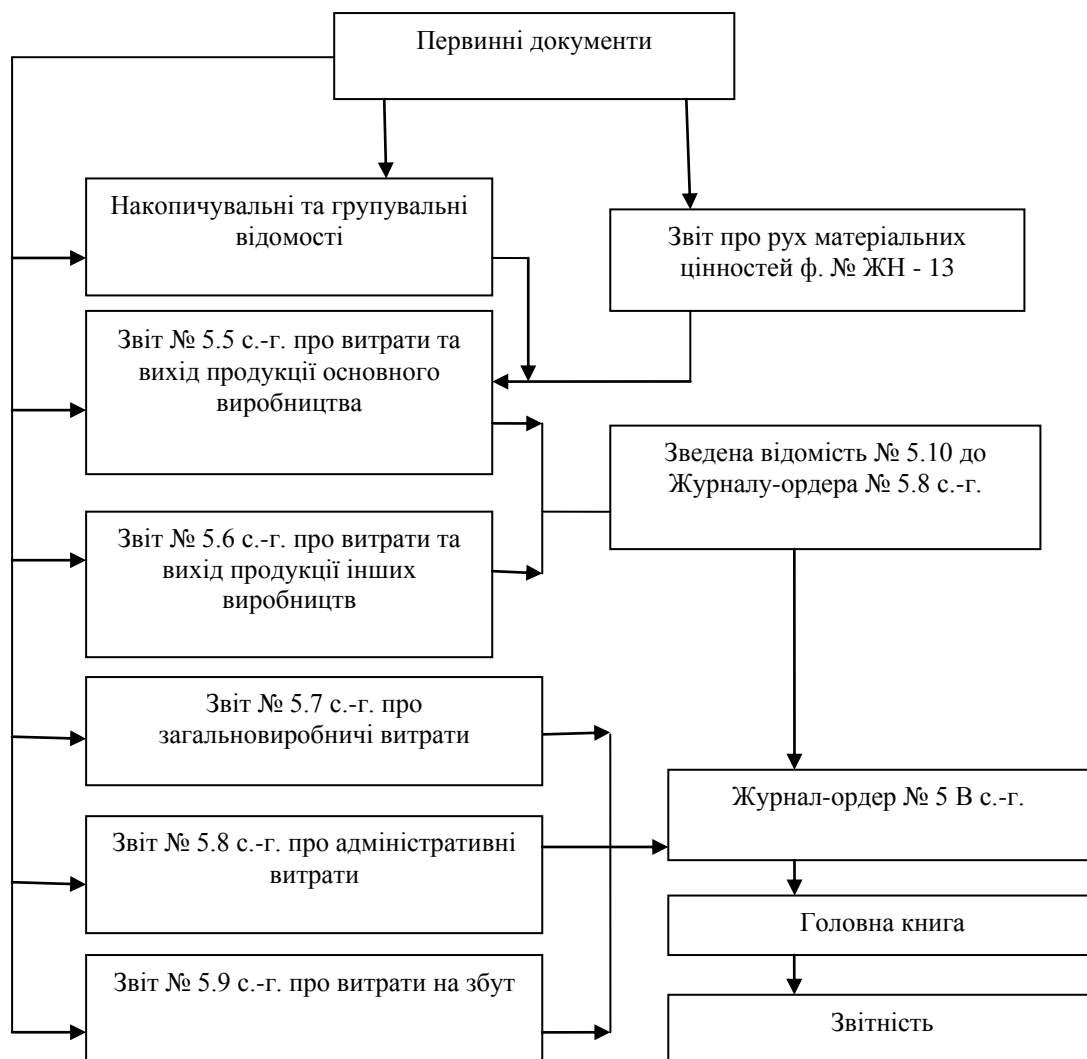 Первинні документи
Накопичувальні та групувальні
відомості
Звіт про рух матеріальних
цінностей ф. № ЖН - 13
Звіт № 5.5 с.-г. про витрати та
вихід продукції основного
виробництва
Зведена відомість № 5.10 до
Журналу-ордера № 5.8 с.-г.
Звіт № 5.6 с.-г. про витрати та
вихід продукції інших
виробництв
Звіт № 5.7 с.-г. про
загальновиробничі витрати
Журнал-ордер № 5 В с.-г.
Звіт № 5.8 с.-г. про адміністративні
витрати
Головна книга
Звіт № 5.9 с.-г. про витрати на збут
Звітність